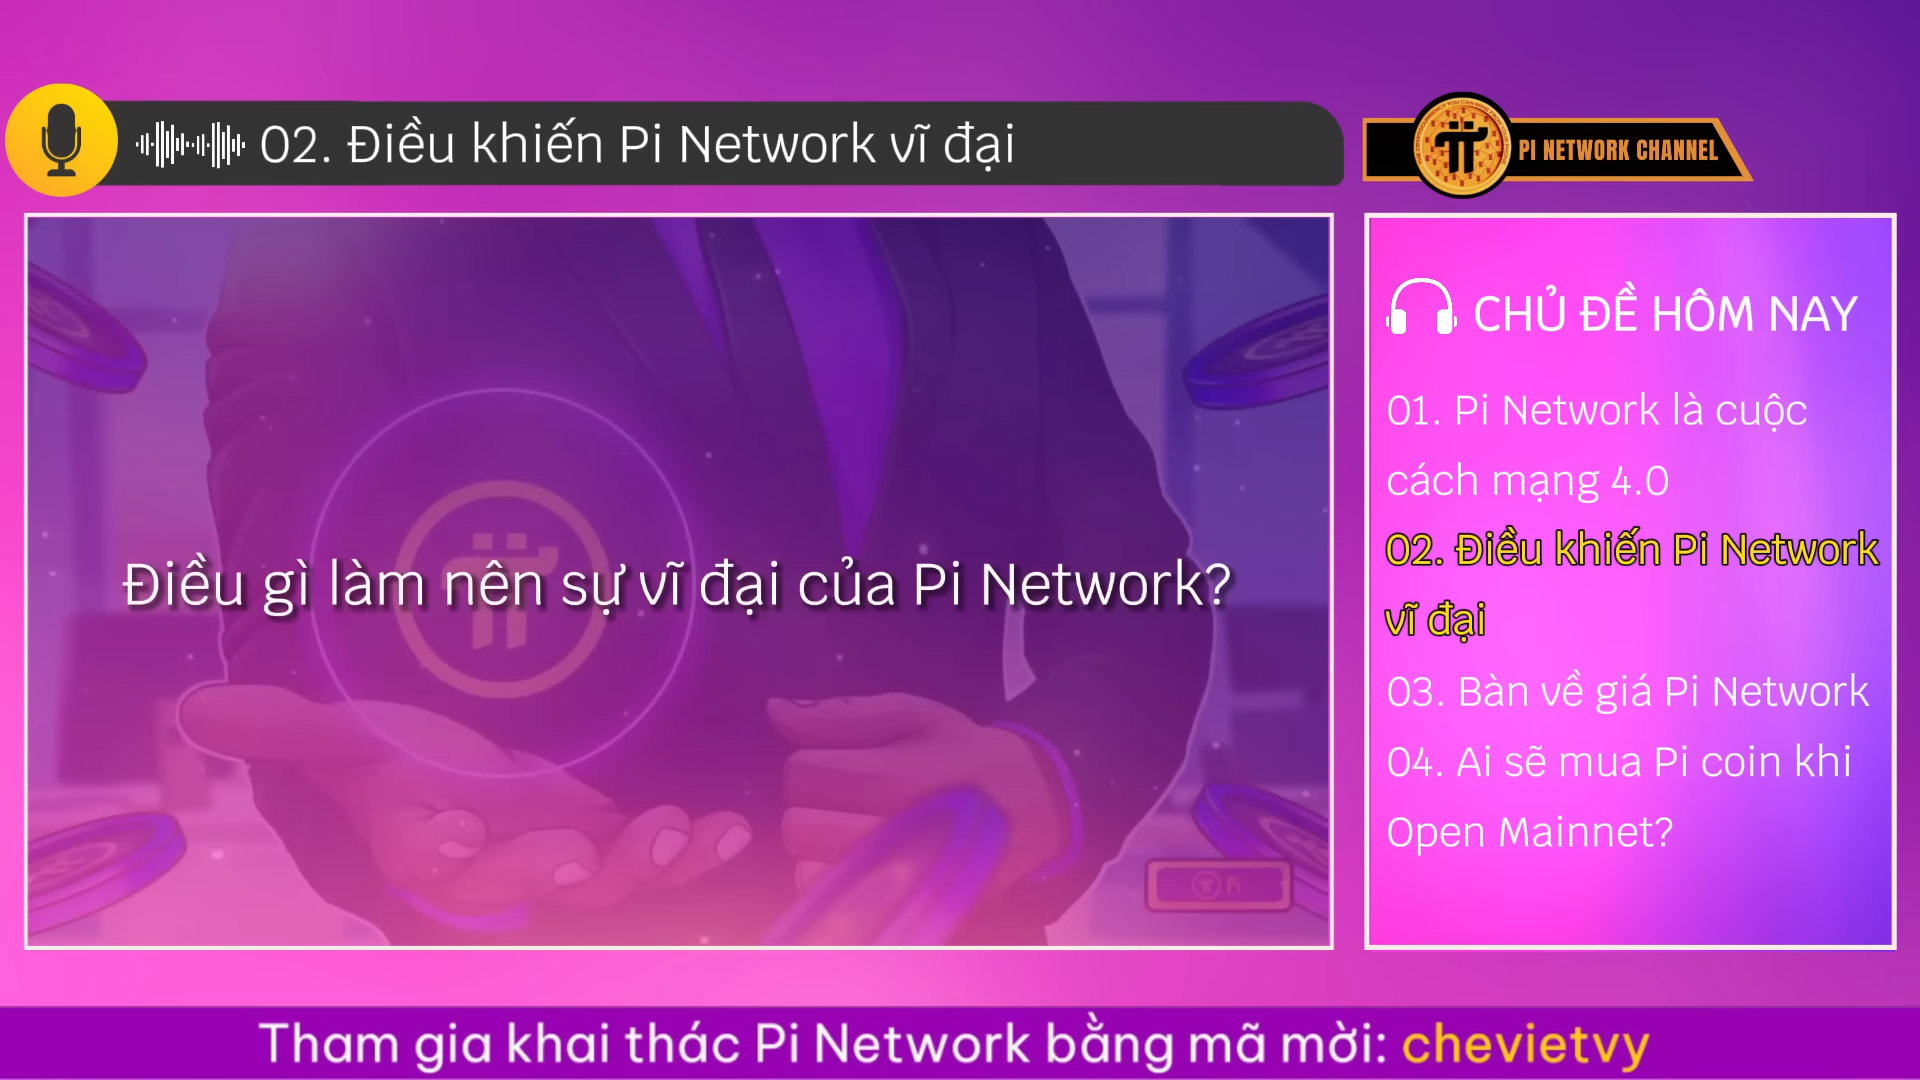 02. Điều khiến Pi Network vĩ đại
PI NETWORK CHANNEL
Điều gì làm nên sự vĩ đại của Pi Network?
Pi
CHỦ ĐỀ HÔM NAY
01. Pi Network là cuộc
cách mạng 4.0
02. Điều khiến Pi Network
vĩ đại
03. Bàn về giá Pi Network
04. Ai sẽ mua Pi coin khi
Open Mainnet?
Tham gia khai thác Pi Network bằng mã mời: chevietvy